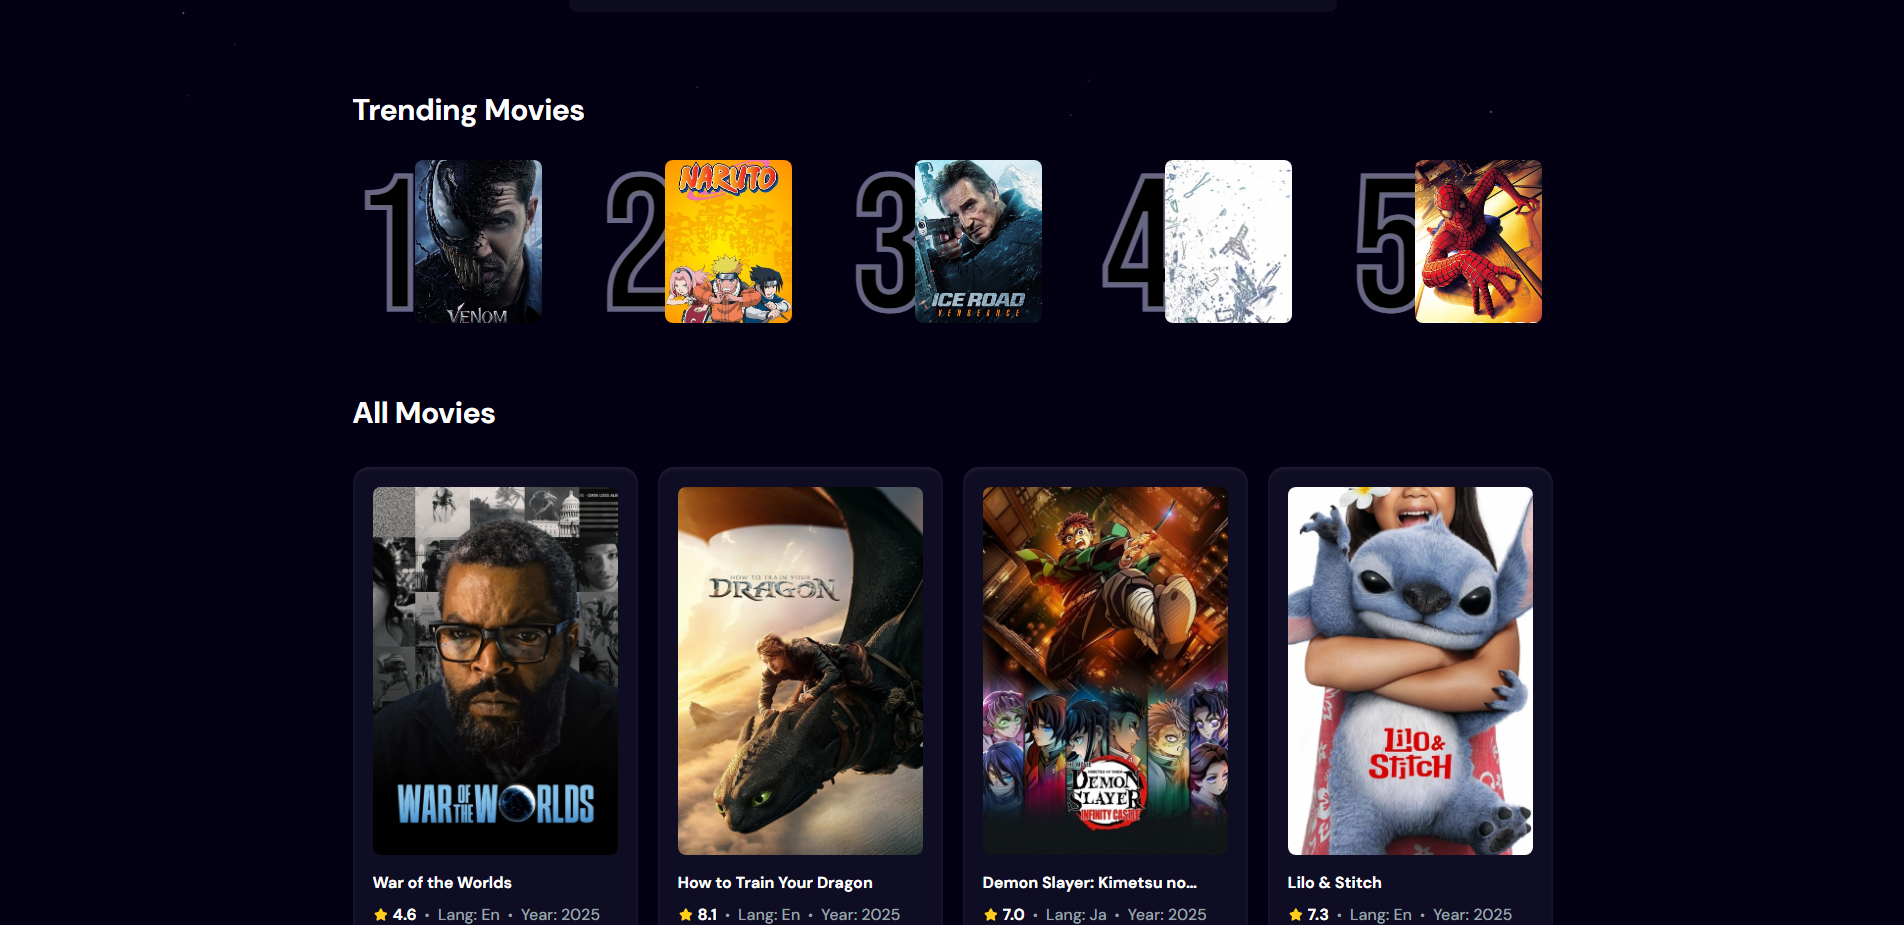 Trending Movies
1
VENOM
2
NARUTO
3
ICE ROAD
VENGEANCE
4
5
All Movies
WAR OF THE WORLDS
HOW TO TRAIN YOUR
DRAGON
DEMON
SLAYER
INFINITY CASTLE
Lilo &
Stitch
War of the Worlds
How to Train Your Dragon
Demon Slayer: Kimetsu no...
Lilo & Stitch
4.6 • Lang: En • Year: 2025
8.1 • Lang: En • Year: 2025
7.0 • Lang: Ja • Year: 2025
7.3 • Lang: En • Year: 2025